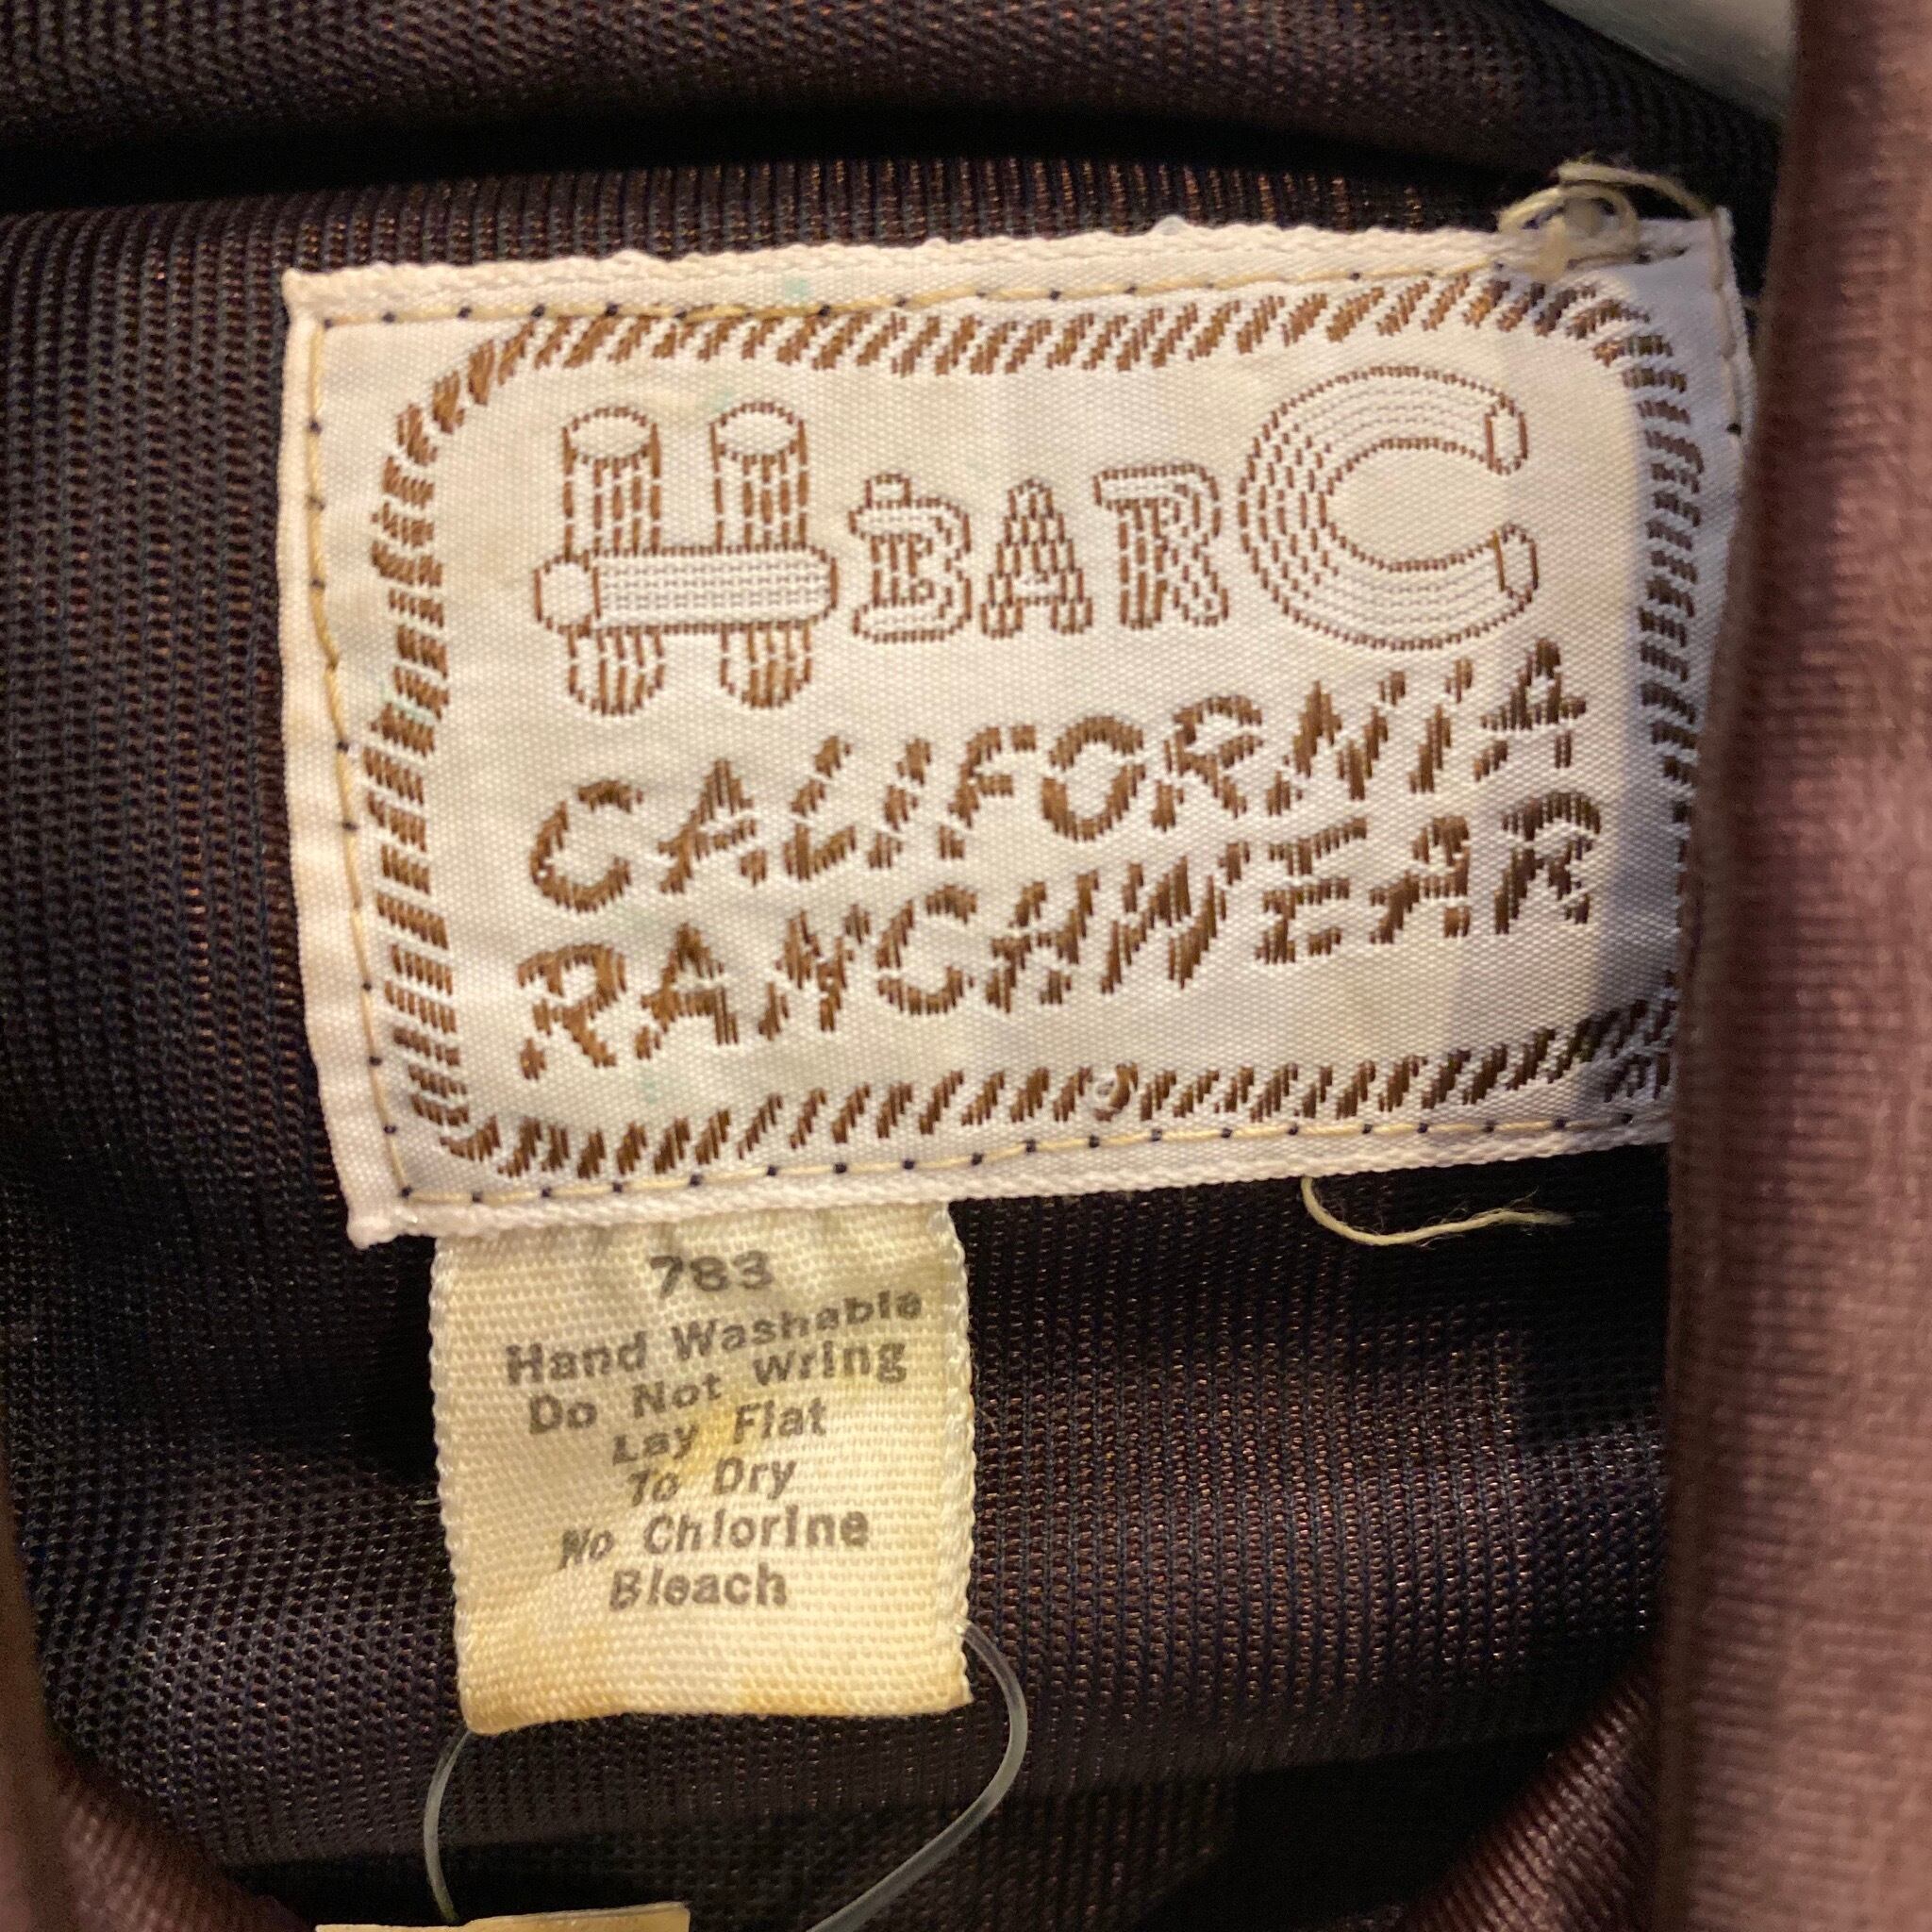 H BAR C
CALIFORNIA
RANCHWEAR
783
Hand Washable
Do Not Wring
Lay Flat
To Dry
No Chlorine
Bleach